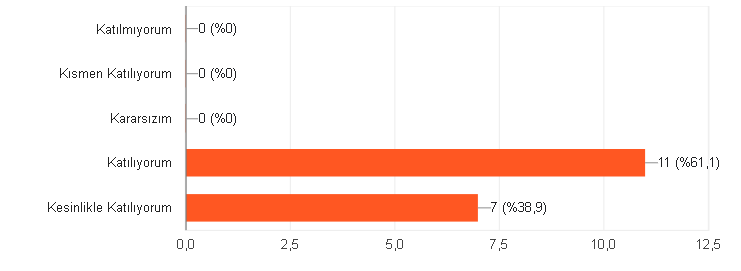 Katılmıyorum 0 (%0)
Kısmen Katılıyorum 0 (%0)
Kararsızım 0 (%0)
Katılıyorum 11 (%61,1)
Kesinlikle Katılıyorum 7 (%38,9)
0,0 2,5 5,0 7,5 10,0 12,5